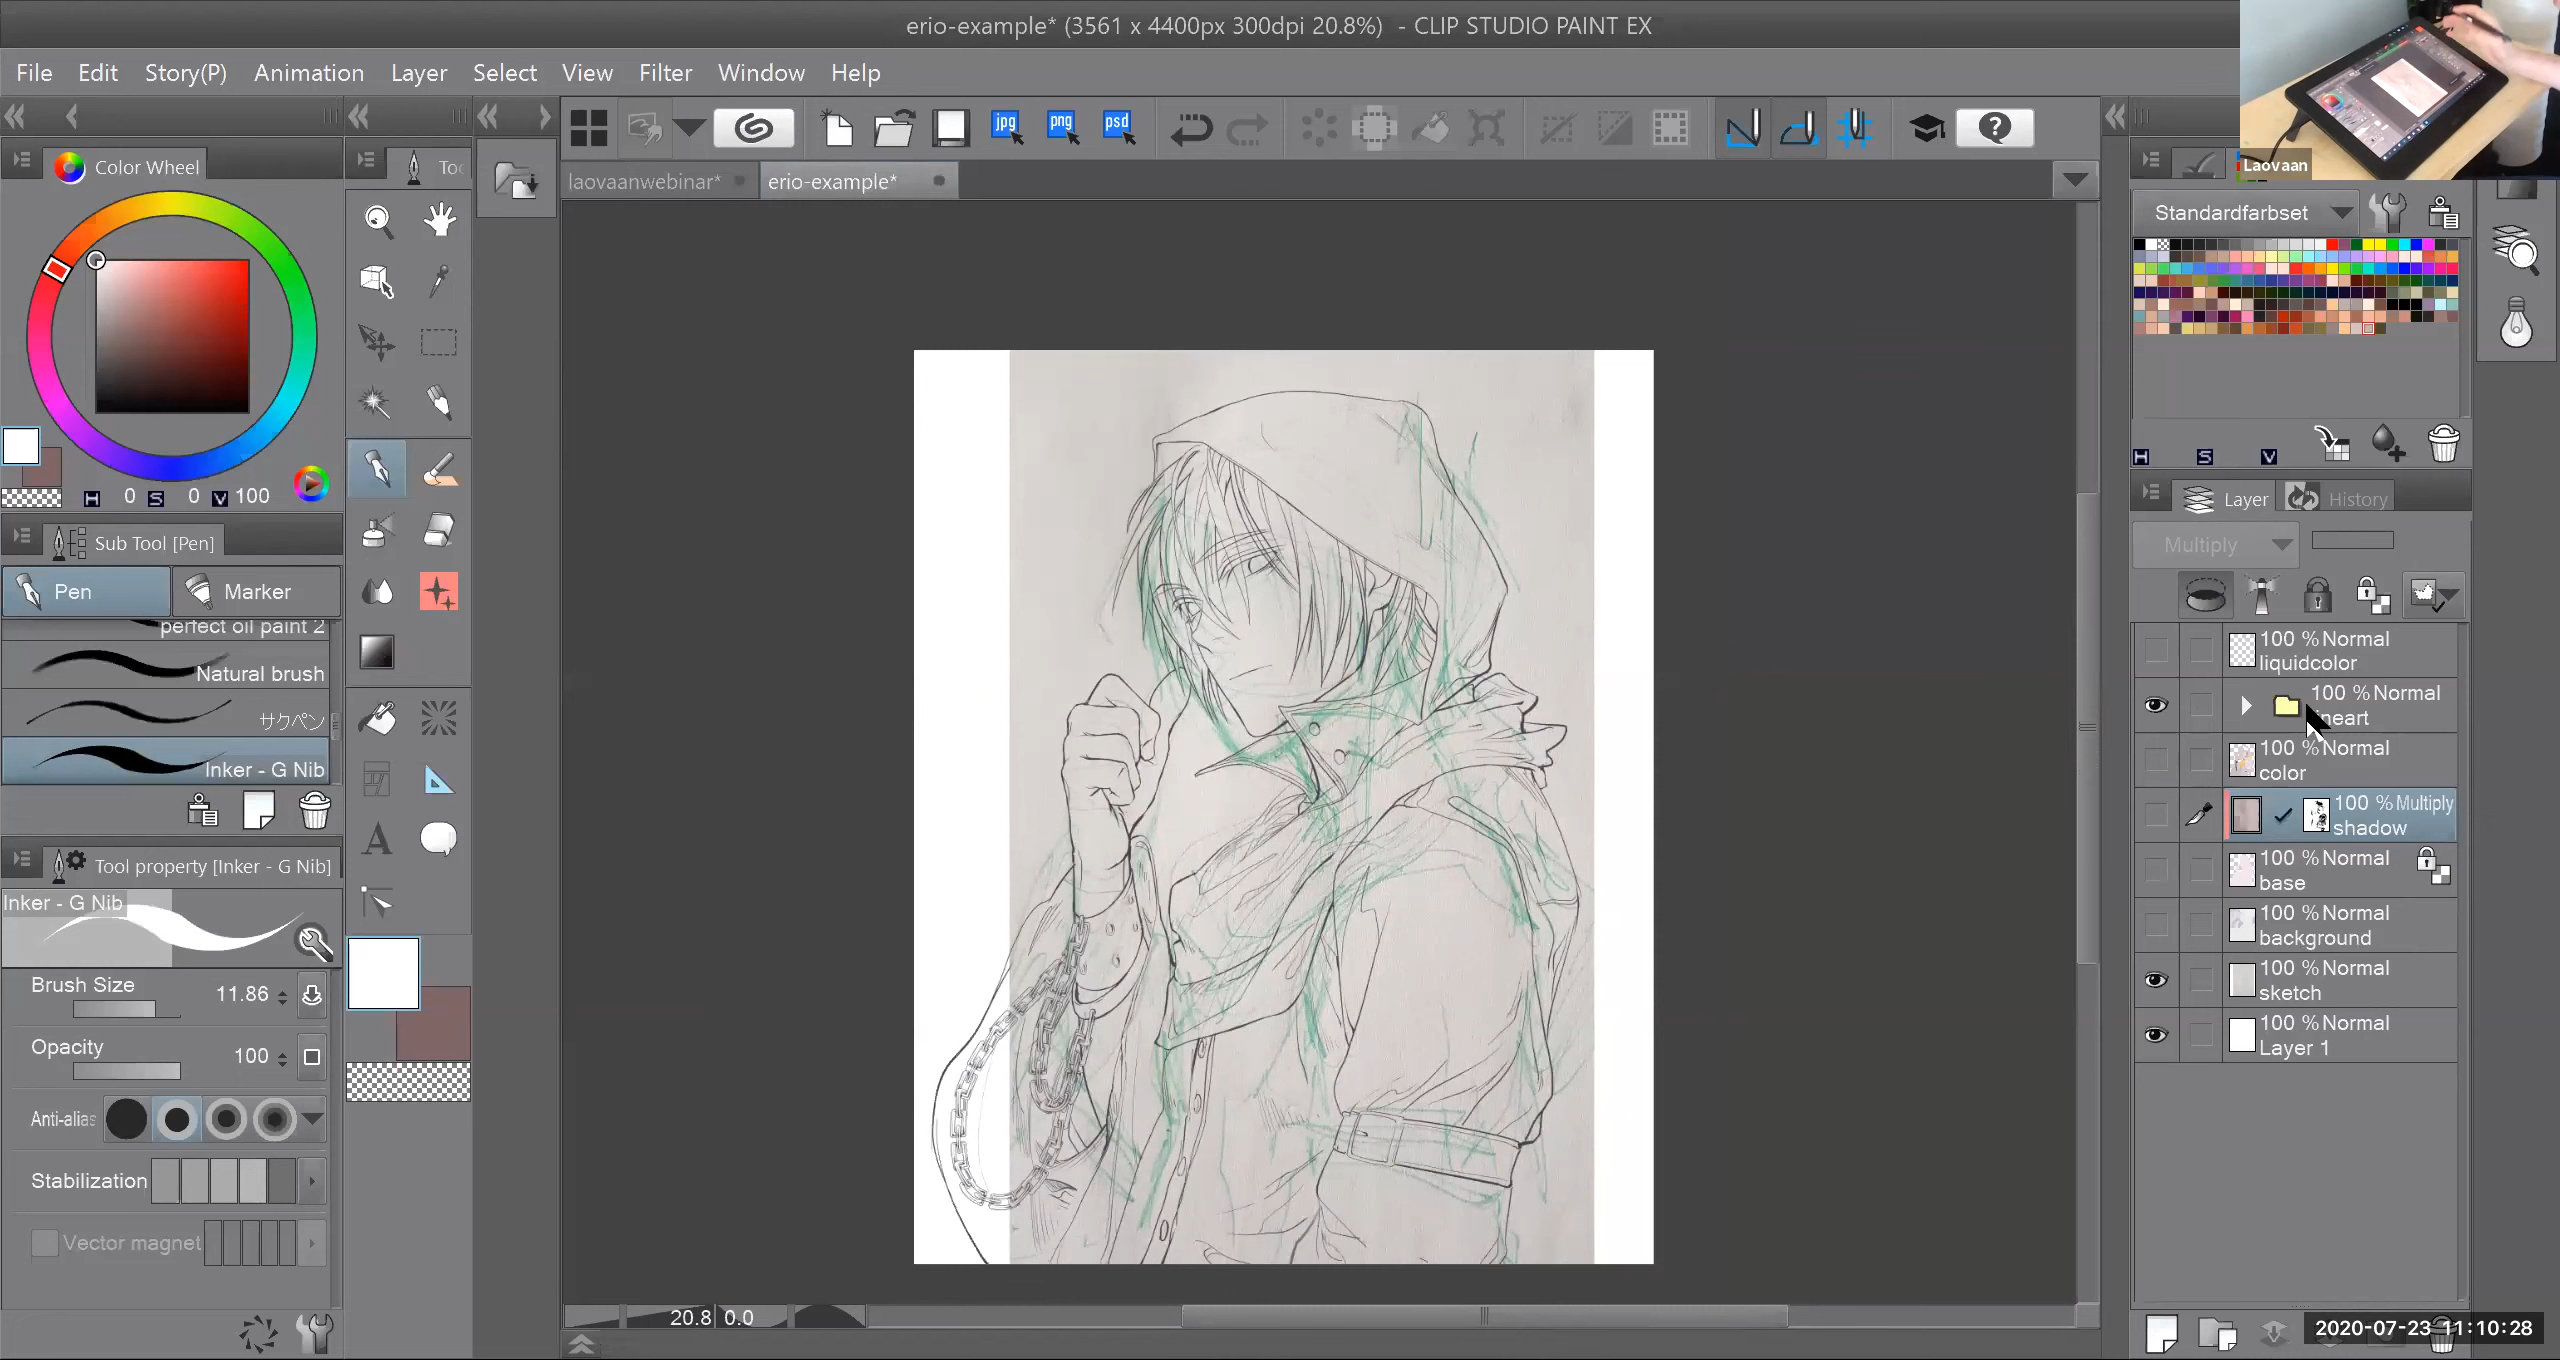 erio-example* (3561 x 4400px 300dpi 20.8%) - CLIP STUDIO PAINT EX
File Edit Story(P) Animation Layer Select View Filter Window Help
Laovaan
jpg png psd
laovaanwebinar*
erio-example*
Color Wheel
H 0 S 0 V 100
Sub Tool [Pen]
Pen
Marker
perfect oil paint 2
Natural brush
サクペン
Inker - G Nib
Tool property [Inker - G Nib]
Inker - G Nib
Brush Size 11.86
Opacity 100
Stabilization
Vector magnet
A
20.8 0.0
Standardfarbset
H S V
Layer
History
Multiply
100 %Normal
liquidcolor
100 %Normal
100 %Normal
color
100 %Multiply
shadow
100 %Normal
base
100 %Normal
background
100 %Normal
sketch
100 %Normal
Layer 1
2020-07-23 11:10:28